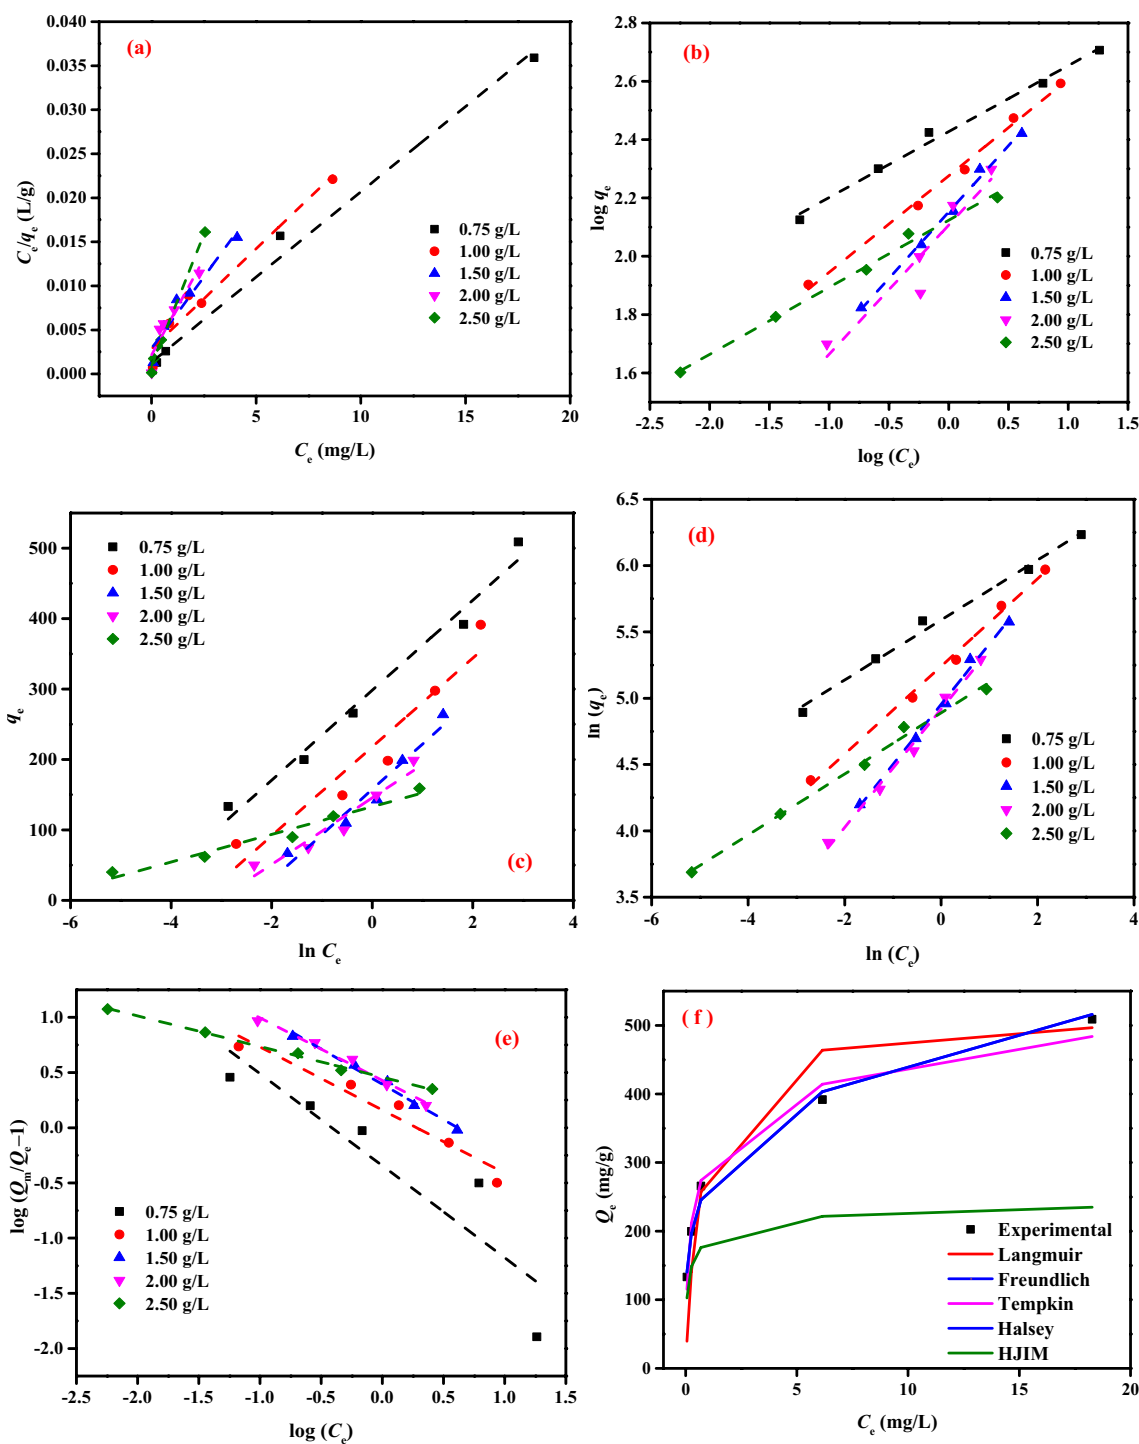 (a)
0.040
0.035
0.030
0.025
0.020
0.015
0.010
0.005
0.000
Ce/qe (L/g)
0.75 g/L
1.00 g/L
1.50 g/L
2.00 g/L
2.50 g/L
0 5 10 15 20
Ce (mg/L)
(b)
2.8
2.6
2.4
2.2
2.0
1.8
1.6
log qe
0.75 g/L
1.00 g/L
1.50 g/L
2.00 g/L
2.50 g/L
-2.5 -2.0 -1.5 -1.0 -0.5 0.0 0.5 1.0 1.5
log (Ce)
500
400
300
200
100
0
qe
0.75 g/L
1.00 g/L
1.50 g/L
2.00 g/L
2.50 g/L
(c)
-6 -4 -2 0 2 4
ln Ce
(d)
6.5
6.0
5.5
5.0
4.5
4.0
3.5
ln (qe)
0.75 g/L
1.00 g/L
1.50 g/L
2.00 g/L
2.50 g/L
-6 -4 -2 0 2 4
ln (Ce)
(e)
1.0
0.5
0.0
-0.5
-1.0
-1.5
-2.0
log (Qm/Qe−1)
0.75 g/L
1.00 g/L
1.50 g/L
2.00 g/L
2.50 g/L
-2.5 -2.0 -1.5 -1.0 -0.5 0.0 0.5 1.0 1.5
log (Ce)
( f )
500
400
300
200
100
0
Qe (mg/g)
Experimental
Langmuir
Freundlich
Tempkin
Halsey
HJIM
0 5 10 15 20
Ce (mg/L)